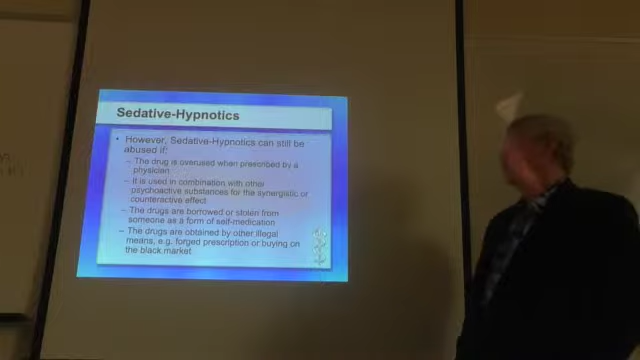 Sedative-Hypnotics
• However, Sedative-Hypnotics can still be
abused if:
– The drug is overused when prescribed by a
physician
– It is used in combination with other
psychoactive substances for the synergistic or
counteractive effect
– The drugs are borrowed or stolen from
someone as a form of self-medication
– The drugs are obtained by other illegal
means, e.g. forged prescription or buying on
the black market